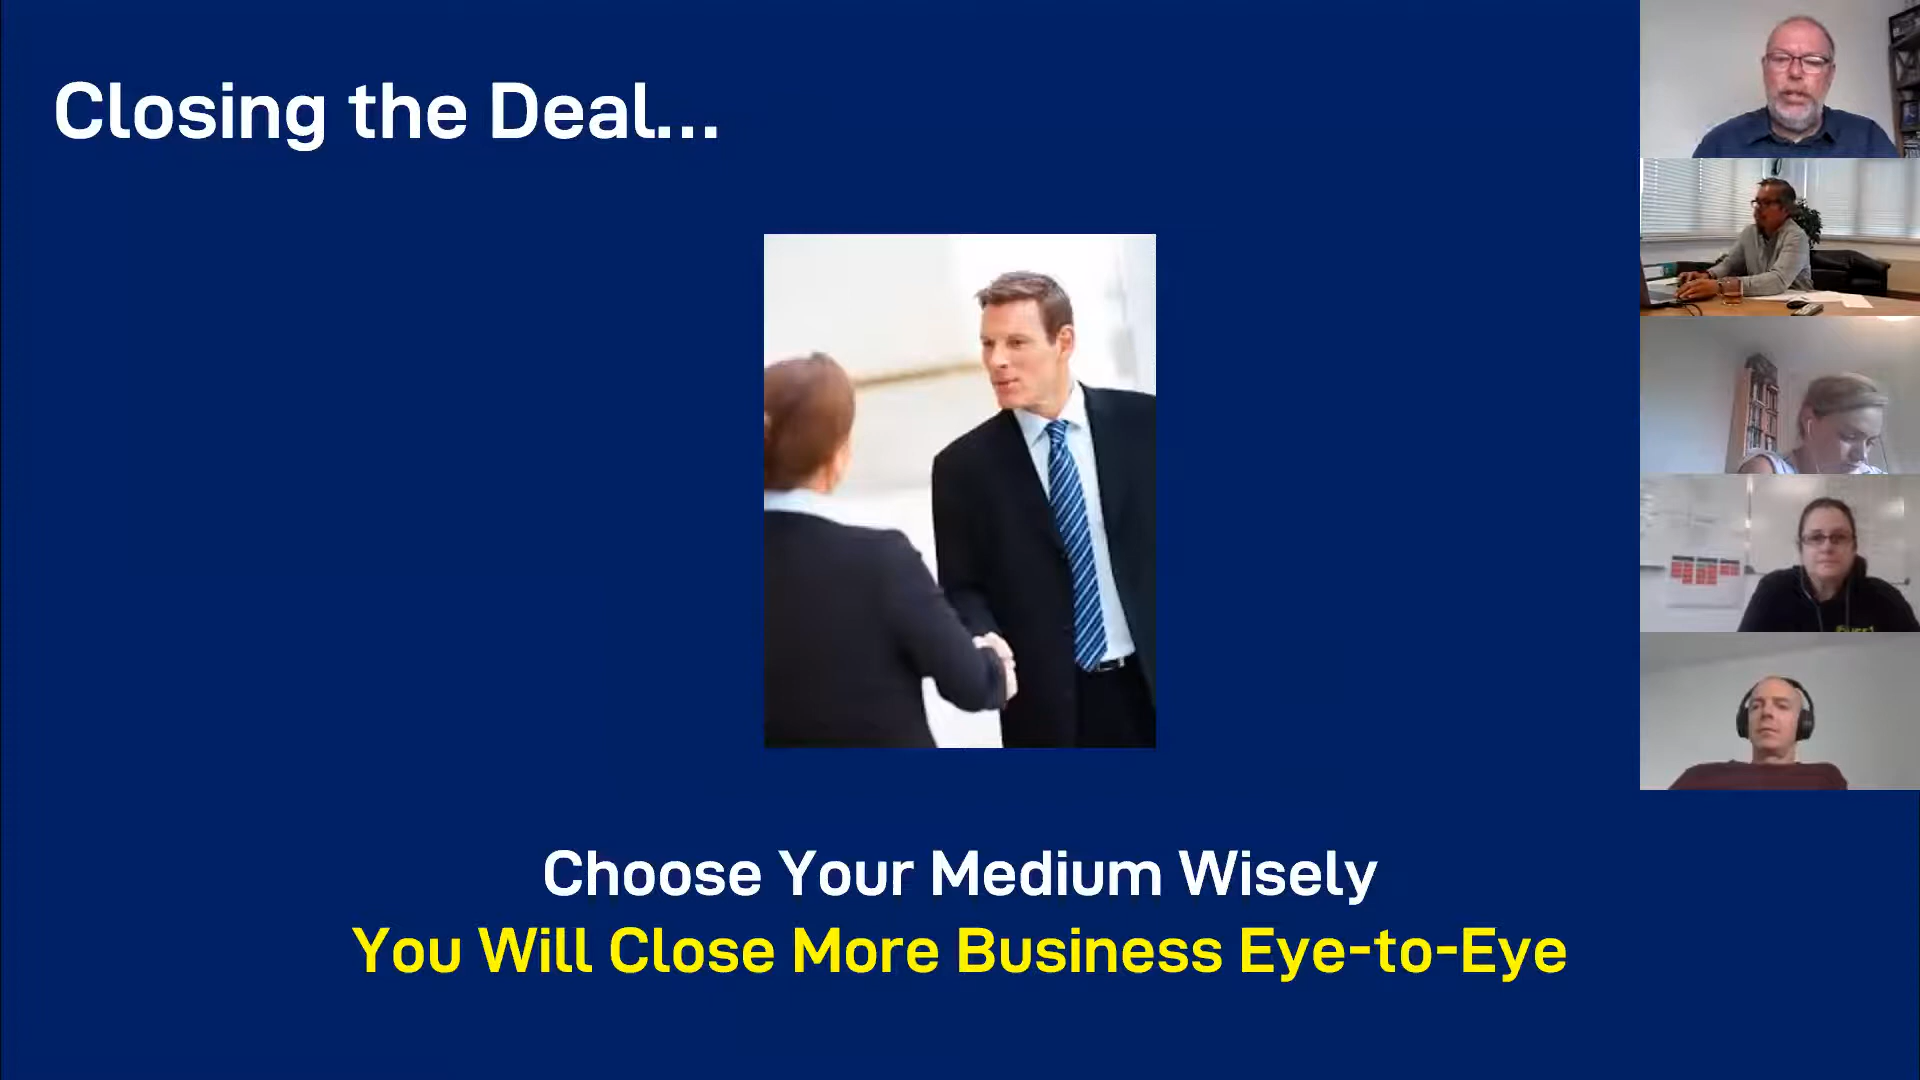 Closing the Deal...
Choose Your Medium Wisely
You Will Close More Business Eye-to-Eye